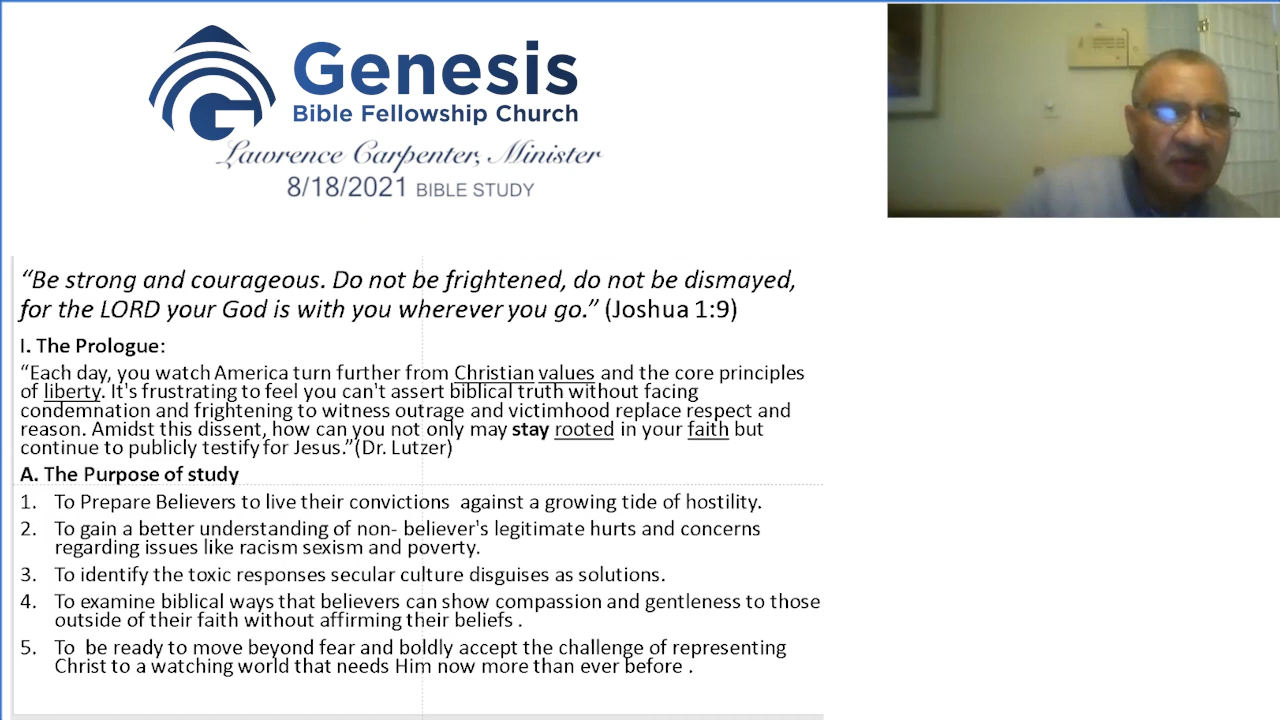 Genesis
Bible Fellowship Church
Lawrence Carpenter, Minister
8/18/2021 BIBLE STUDY
“Be strong and courageous. Do not be frightened, do not be dismayed,
for the LORD your God is with you wherever you go.” (Joshua 1:9)
I. The Prologue:
“Each day, you watch America turn further from Christian values and the core principles
of liberty. It's frustrating to feel you can't assert biblical truth without facing
condemnation and frightening to witness outrage and victimhood replace respect and
reason. Amidst this dissent, how can you not only may stay rooted in your faith but
continue to publicly testify for Jesus.”(Dr. Lutzer)
A. The Purpose of study
1. To Prepare Believers to live their convictions against a growing tide of hostility.
2. To gain a better understanding of non- believer's legitimate hurts and concerns
regarding issues like racism sexism and poverty.
3. To identify the toxic responses secular culture disguises as solutions.
4. To examine biblical ways that believers can show compassion and gentleness to those
outside of their faith without affirming their beliefs .
5. To be ready to move beyond fear and boldly accept the challenge of representing
Christ to a watching world that needs Him now more than ever before .